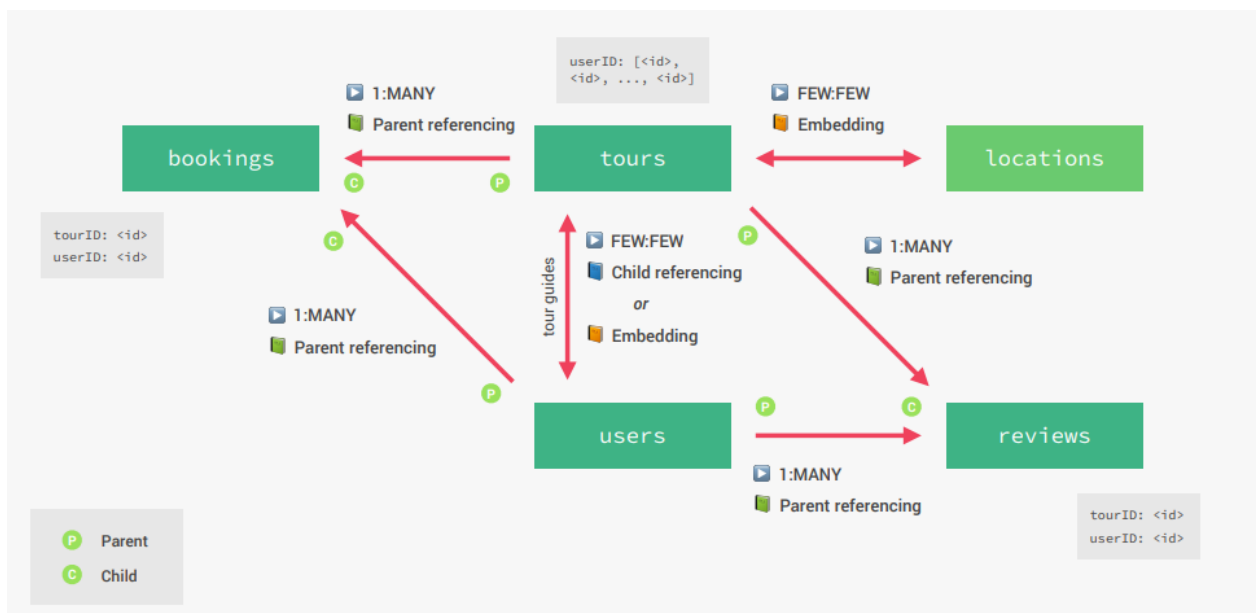 userID: [<id>,
<id>, ..., <id>]
1:MANY
Parent referencing
FEW:FEW
Embedding
bookings
tours
locations
C
P
tourID: <id>
userID: <id>
C
P
tour guides
FEW:FEW
Child referencing
or
Embedding
1:MANY
Parent referencing
1:MANY
Parent referencing
P
P
C
users
reviews
1:MANY
Parent referencing
tourID: <id>
userID: <id>
P Parent
C Child